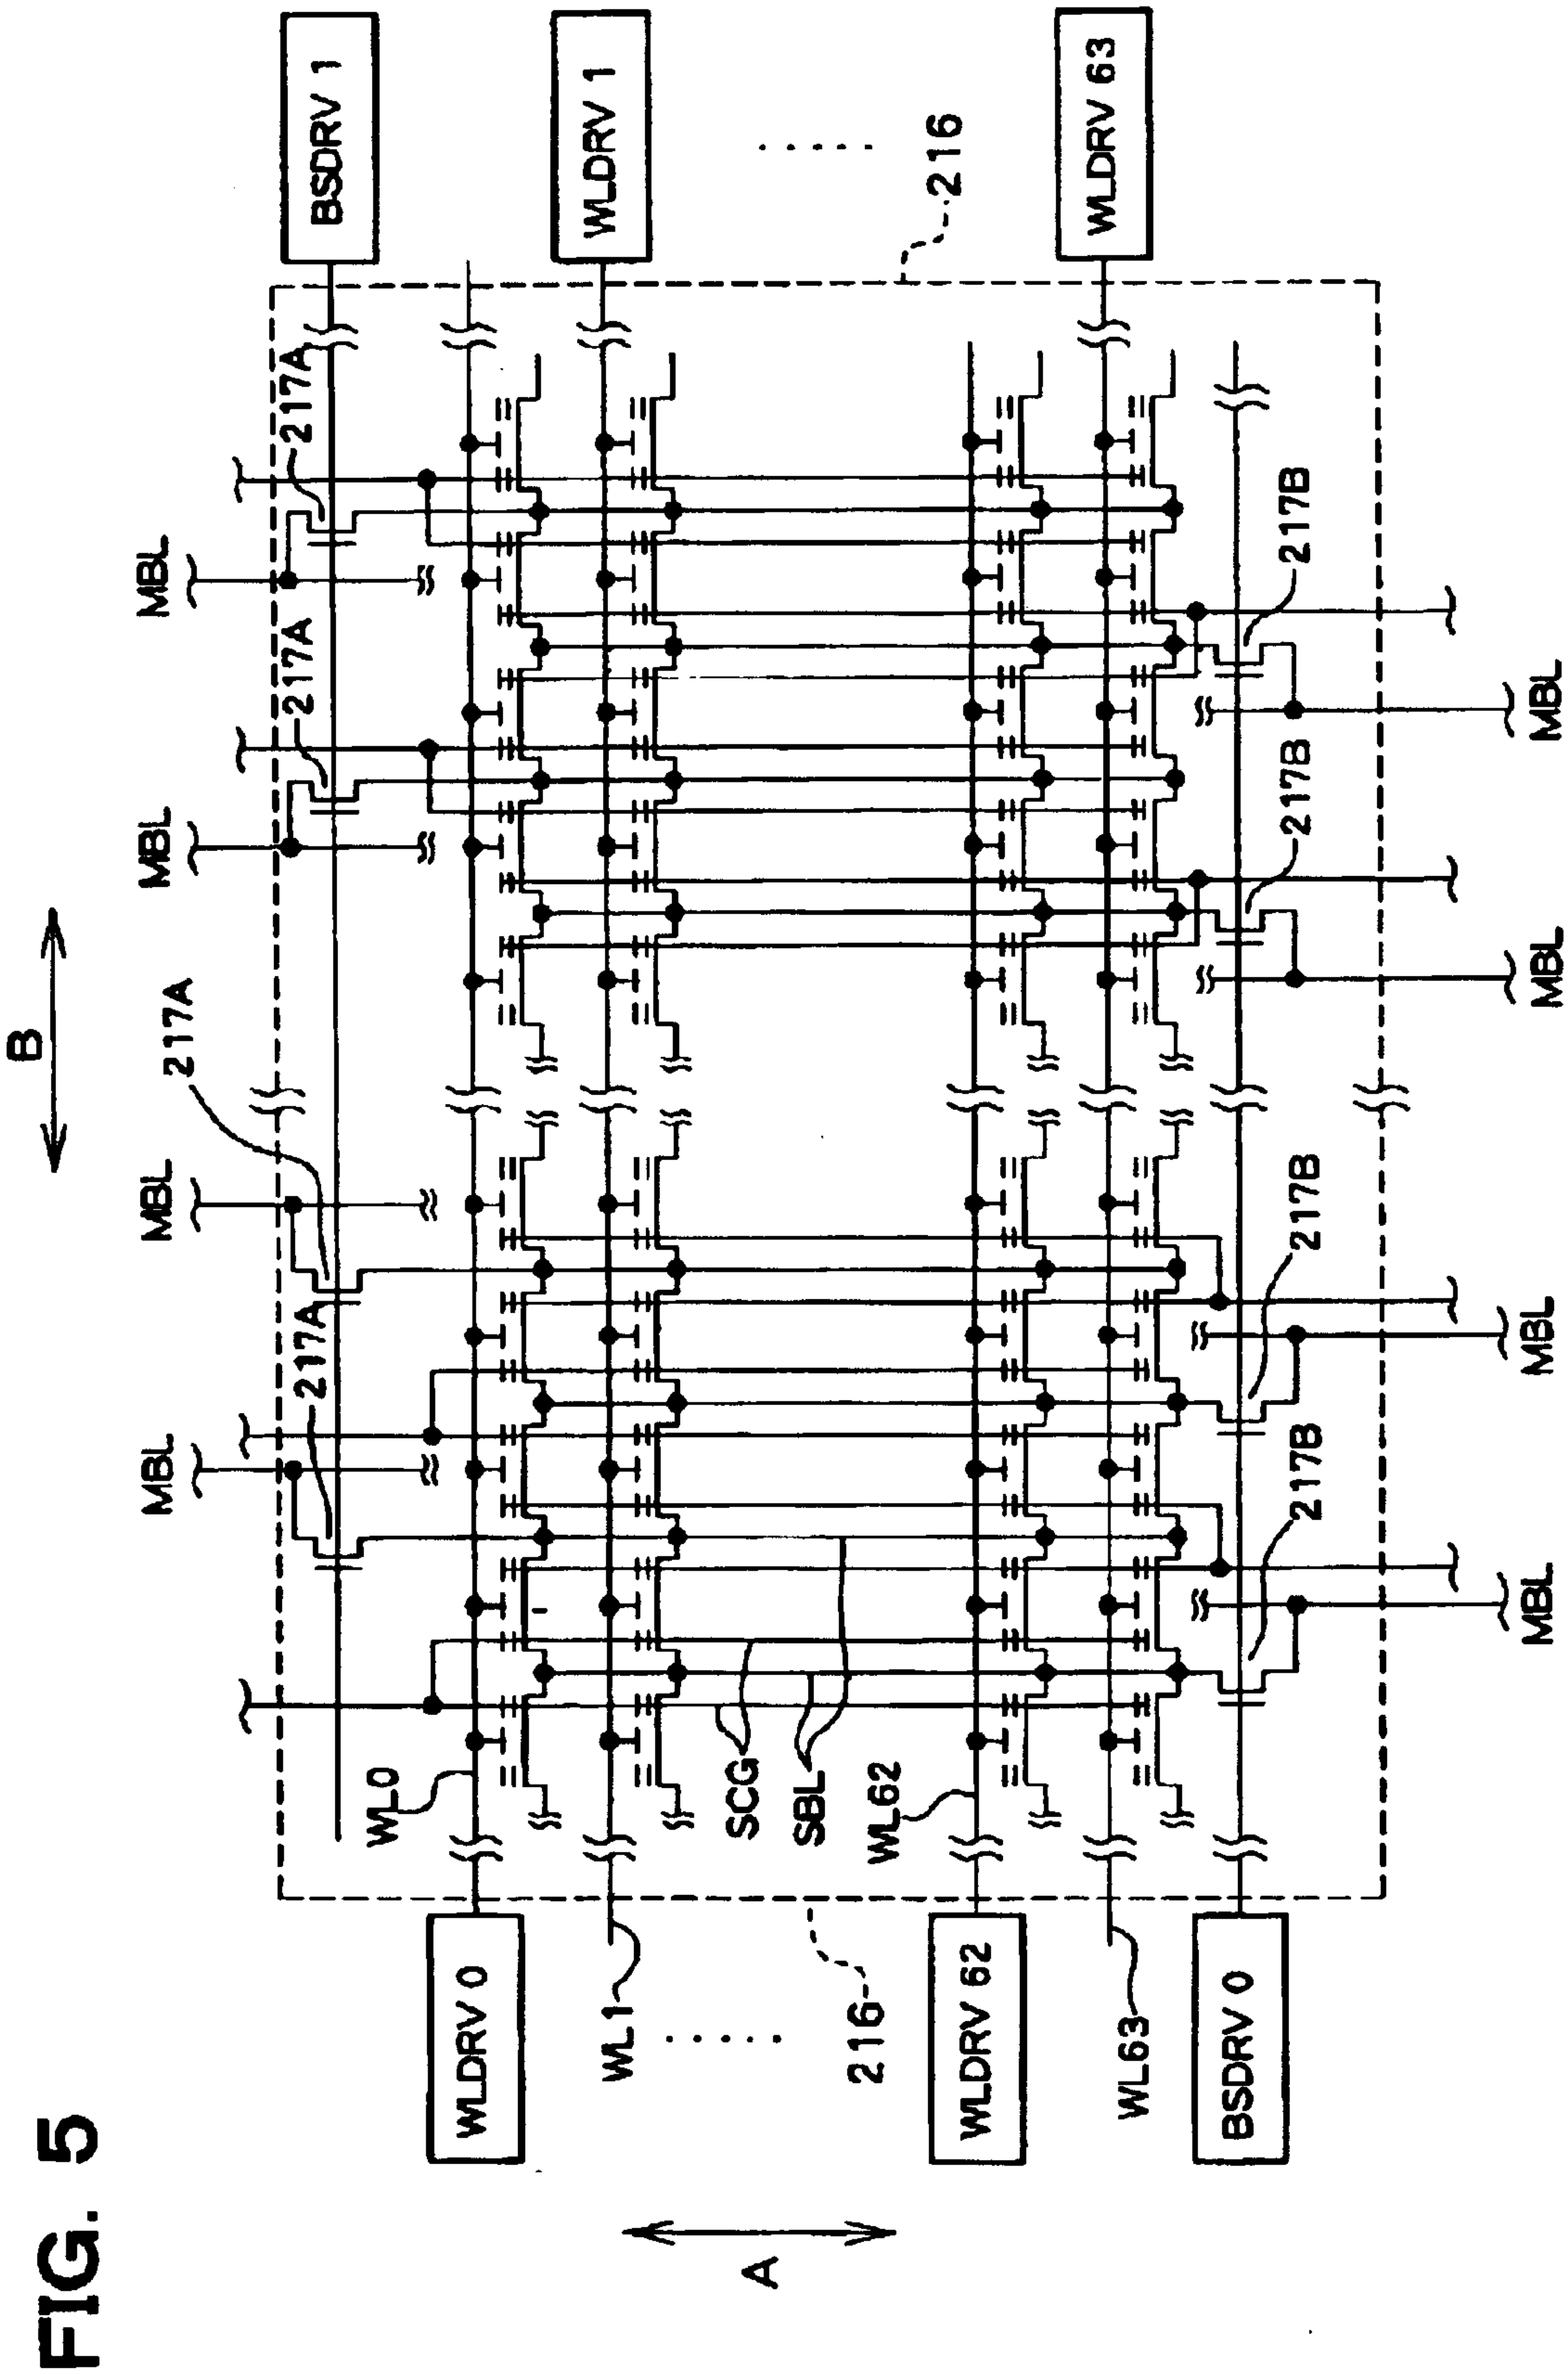 FIG. 5
B
MBL
MBL
MBL
MBL
217A
217A
217A
217A
BSDRV 1
WL0
WLDRV 0
WLDRV 1
WL1
.....
.....
SCG
A
SBL
216
WL62
216
WLDRV 62
WLDRV 63
WL63
BSDRV 0
217B
217B
217B
217B
MBL
MBL
MBL
MBL